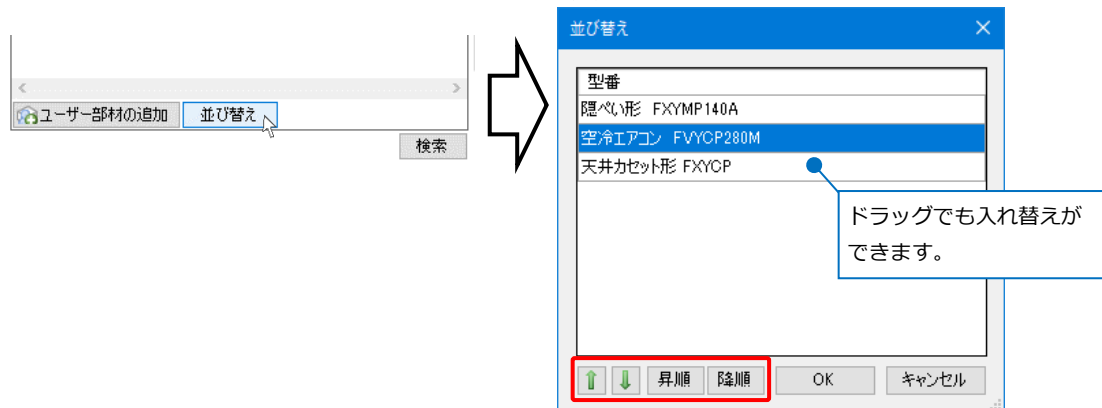 ユーザー部材の追加
並び替え
検索
並び替え
型番
隠ぺい形 FXYMP140A
空冷エアコン FVYCP280M
天井カセット形 FXYCP
ドラッグでも入れ替えが
できます。
昇順
降順
OK
キャンセル